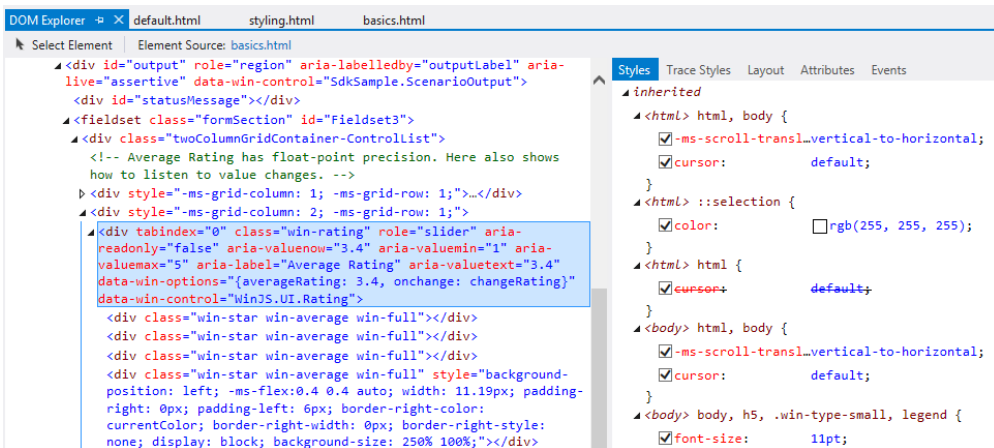 DOM Explorer default.html styling.html basics.html
Select Element Element Source: basics.html
<div id="output" role="region" aria-labelledby="outputLabel" aria-
live="assertive" data-win-control="SdkSample.ScenarioOutput">
<div id="statusMessage"></div>
<fieldset class="formSection" id="Fieldset3">
<div class="twoColumnGridContainer-ControlList">
<!-- Average Rating has float-point precision. Here also shows
how to listen to value changes. -->
<div style="-ms-grid-column: 1; -ms-grid-row: 1;">…</div>
<div style="-ms-grid-column: 2; -ms-grid-row: 1;">
<div tabindex="0" class="win-rating" role="slider" aria-
readonly="false" aria-valuenow="3.4" aria-valuemin="1" aria-
valuemax="5" aria-label="Average Rating" aria-valuetext="3.4"
data-win-options="{averageRating: 3.4, onchange: changeRating}"
data-win-control="WinJS.UI.Rating">
<div class="win-star win-average win-full"></div>
<div class="win-star win-average win-full"></div>
<div class="win-star win-average win-full"></div>
<div class="win-star win-average win-full" style="background-
position: left; -ms-flex:0.4 0.4 auto; width: 11.19px; padding-
right: 0px; padding-left: 6px; border-right-color:
currentColor; border-right-width: 0px; border-right-style:
none; display: block; background-size: 250% 100%;"></div>
Styles Trace Styles Layout Attributes Events
inherited
<html> html, body {
-ms-scroll-transl…vertical-to-horizontal;
cursor: default;
}
<html> ::selection {
color: rgb(255, 255, 255);
}
<html> html {
cursor: default;
}
<body> html, body {
-ms-scroll-transl…vertical-to-horizontal;
cursor: default;
}
<body> body, h5, .win-type-small, legend {
font-size: 11pt;